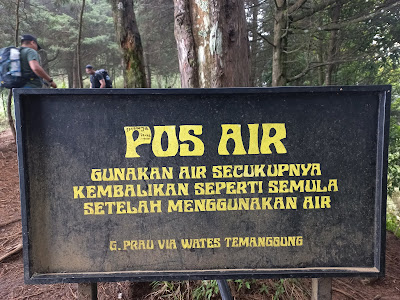 POS AIR
GUNAKAN AIR SECUKUPNYA
KEMBALIKAN SEPERTI SEMULA
SETELAH MENGGUNAKAN AIR
G. PRAU VIA WATES TEMANGGUNG